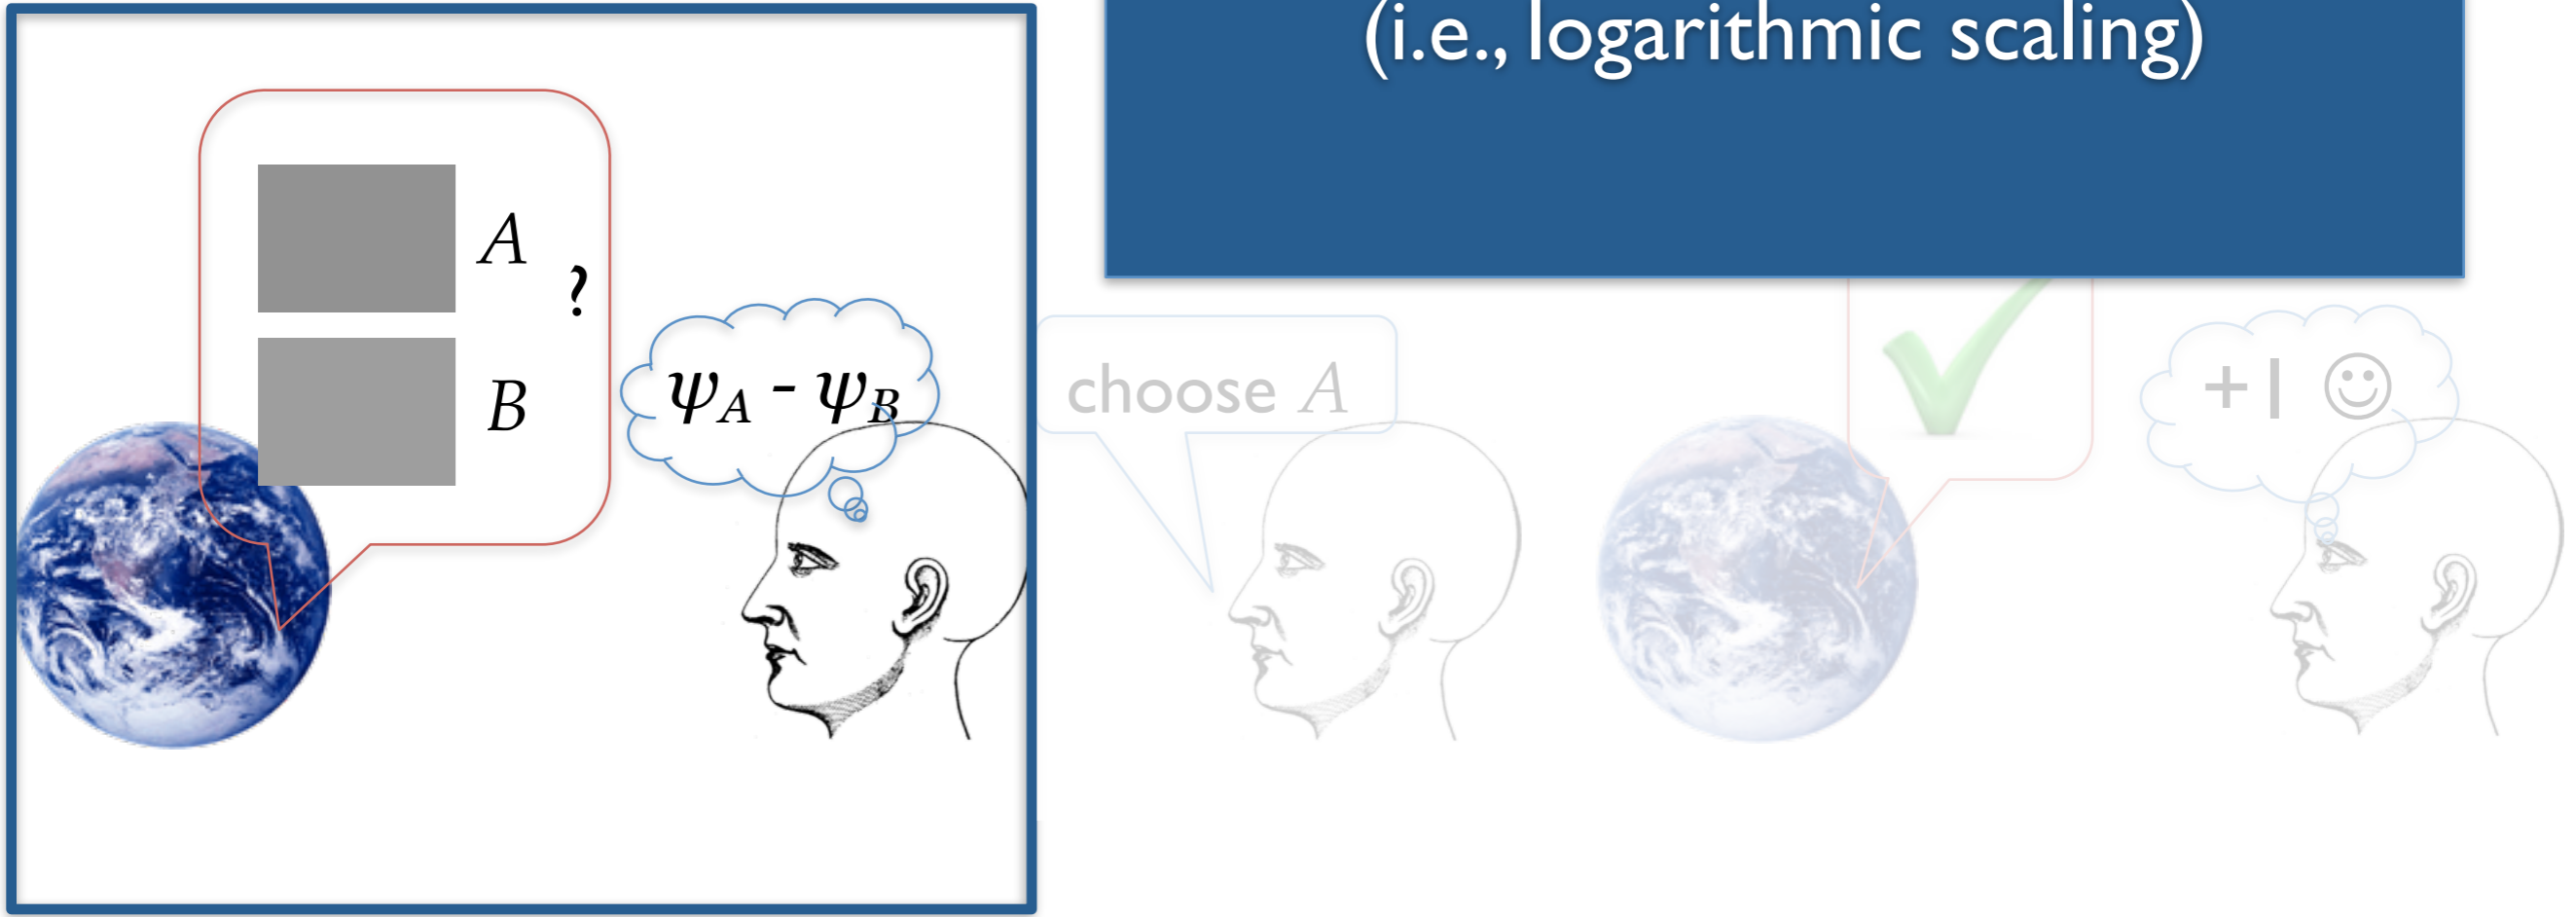 (i.e., logarithmic scaling)
A
?
B
ψA - ψB
choose A
+1 ☺